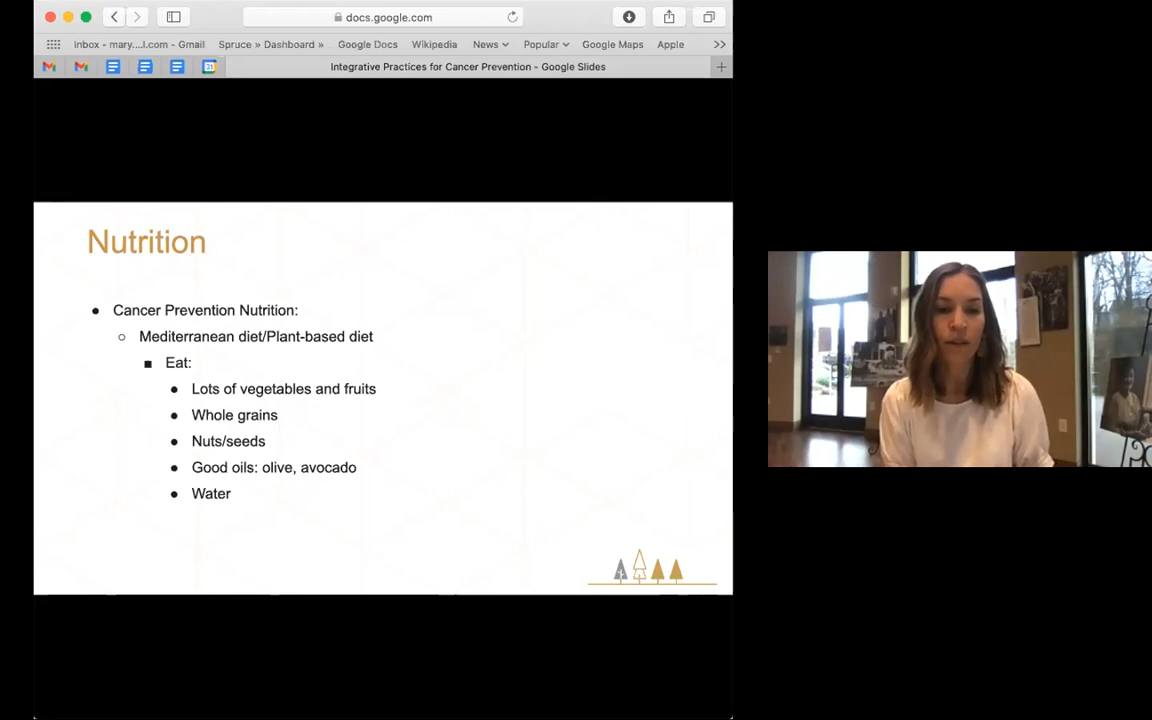 docs.google.com
Inbox - mary....l.com - Gmail Spruce » Dashboard » Google Docs Wikipedia News Popular Google Maps Apple
31 Integrative Practices for Cancer Prevention - Google Slides
Nutrition
● Cancer Prevention Nutrition:
○ Mediterranean diet/Plant-based diet
■ Eat:
● Lots of vegetables and fruits
● Whole grains
● Nuts/seeds
● Good oils: olive, avocado
● Water